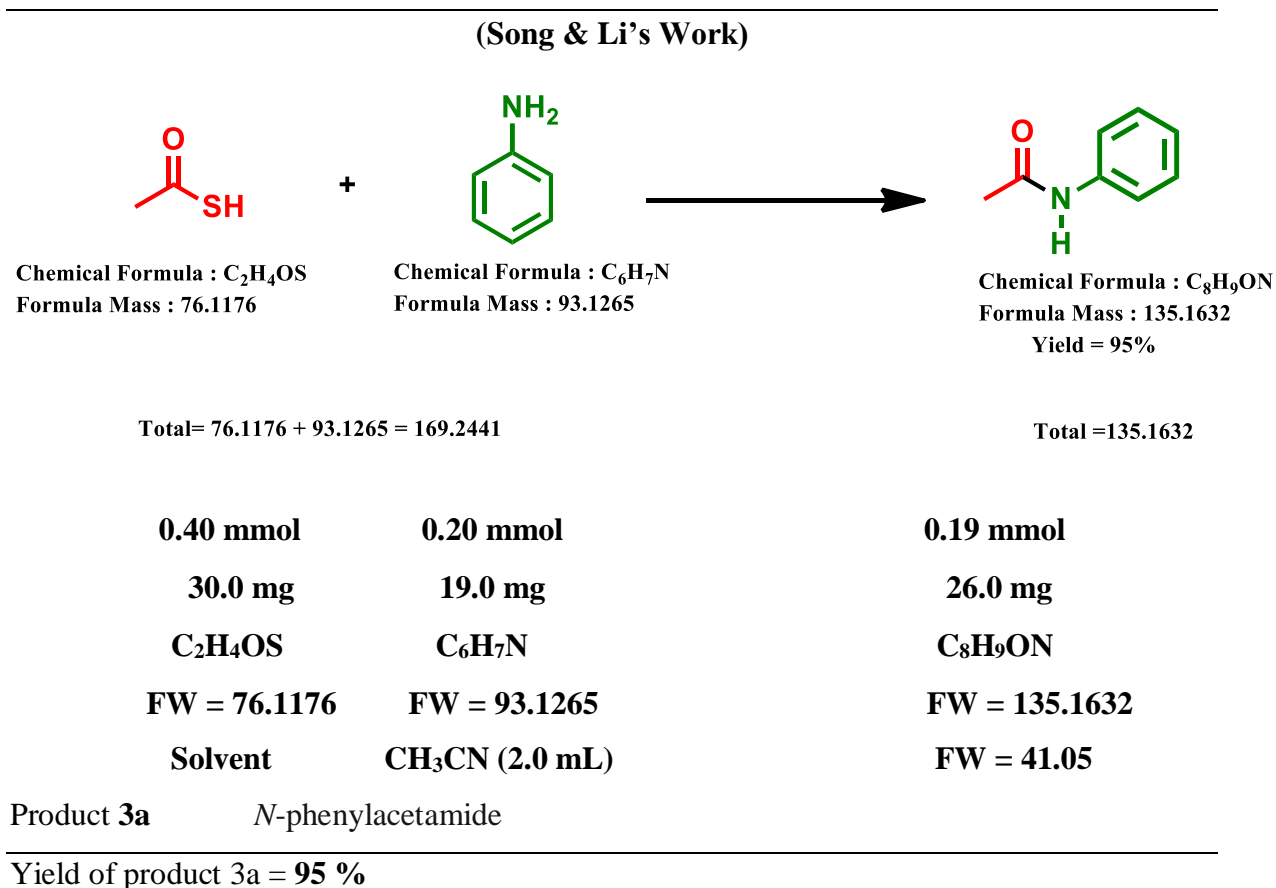 (Song & Li’s Work)
O
SH
+
NH₂
O
N
H
Chemical Formula : C₂H₄OS
Formula Mass : 76.1176
Chemical Formula : C₆H₇N
Formula Mass : 93.1265
Chemical Formula : C₈H₉ON
Formula Mass : 135.1632
Yield = 95%
Total= 76.1176 + 93.1265 = 169.2441
Total =135.1632
0.40 mmol 0.20 mmol 0.19 mmol
30.0 mg 19.0 mg 26.0 mg
C₂H₄OS C₆H₇N C₈H₉ON
FW = 76.1176 FW = 93.1265 FW = 135.1632
Solvent CH₃CN (2.0 mL) FW = 41.05
Product 3a N-phenylacetamide
Yield of product 3a = 95 %